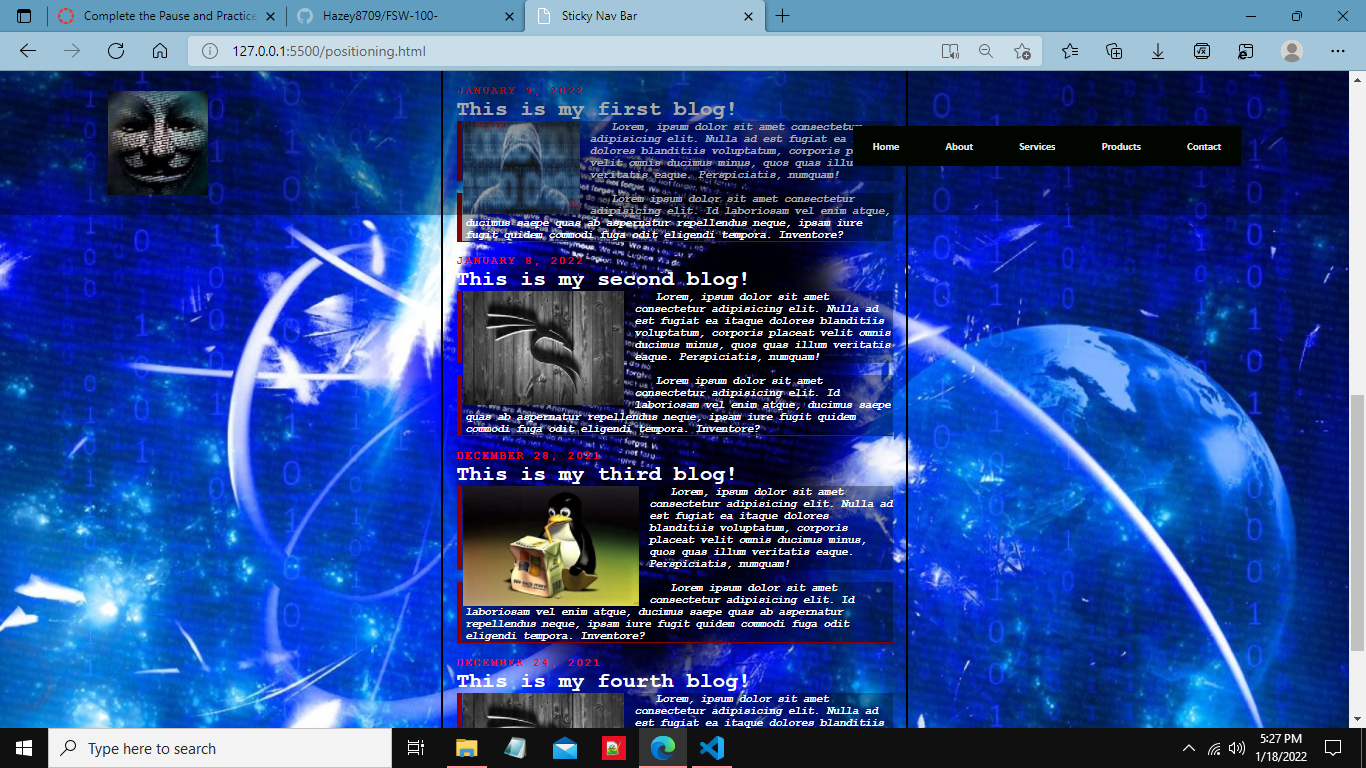 Complete the Pause and Practice
Hazey8709/FSW-100-
Sticky Nav Bar
127.0.0.1:5500/positioning.html
JANUARY 9, 2022
This is my first blog!
Lorem, ipsum dolor sit amet consectetur
adipisicing elit. Nulla ad est fugiat ea
dolores blanditiis voluptatum, corporis p
velit omnis ducimus minus, quos quas illum
veritatis eaque. Perspiciatis, numquam!
Lorem ipsum dolor sit amet consectetur
adipisicing elit. Id laboriosam vel enim atque,
ducimus saepe quas ab aspernatur repellendus neque, ipsam iure
fugit quidem commodi fuga odit eligendi tempora. Inventore?
Home About Services Products Contact
JANUARY 8, 2022
This is my second blog!
Lorem, ipsum dolor sit amet
consectetur adipisicing elit. Nulla ad
est fugiat ea itaque dolores blanditiis
voluptatum, corporis placeat velit omnis
ducimus minus, quos quas illum veritatis
eaque. Perspiciatis, numquam!
Lorem ipsum dolor sit amet
consectetur adipisicing elit. Id
laboriosam vel enim atque, ducimus saepe
quas ab aspernatur repellendus neque, ipsam iure fugit quidem
commodi fuga odit eligendi tempora. Inventore?
DECEMBER 28, 2021
This is my third blog!
Lorem, ipsum dolor sit amet
consectetur adipisicing elit. Nulla ad
est fugiat ea itaque dolores
blanditiis voluptatum, corporis
placeat velit omnis ducimus minus,
quos quas illum veritatis eaque.
Perspiciatis, numquam!
Lorem ipsum dolor sit amet
consectetur adipisicing elit. Id
laboriosam vel enim atque, ducimus saepe quas ab aspernatur
repellendus neque, ipsam iure fugit quidem commodi fuga odit
eligendi tempora. Inventore?
DECEMBER 24, 2021
This is my fourth blog!
Lorem, ipsum dolor sit amet
consectetur adipisicing elit. Nulla ad
est fugiat ea itaque dolores blanditiis
Type here to search
5:27 PM
1/18/2022